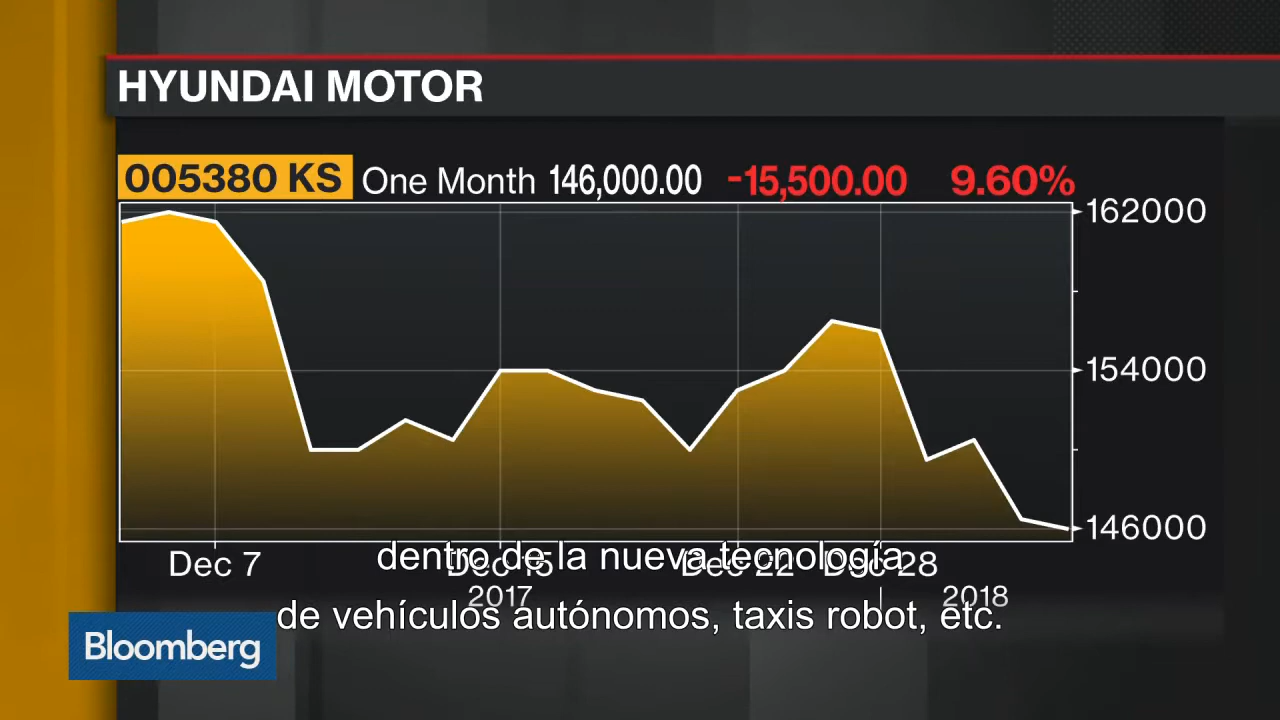 HYUNDAI MOTOR
005380 KS One Month 146,000.00 -15,500.00 9.60%
162000
154000
146000
Dec 7 Dec 15 Dec 22 Dec 28
2017 2018
dentro de la nueva tecnología
de vehículos autónomos, taxis robot, etc.
Bloomberg